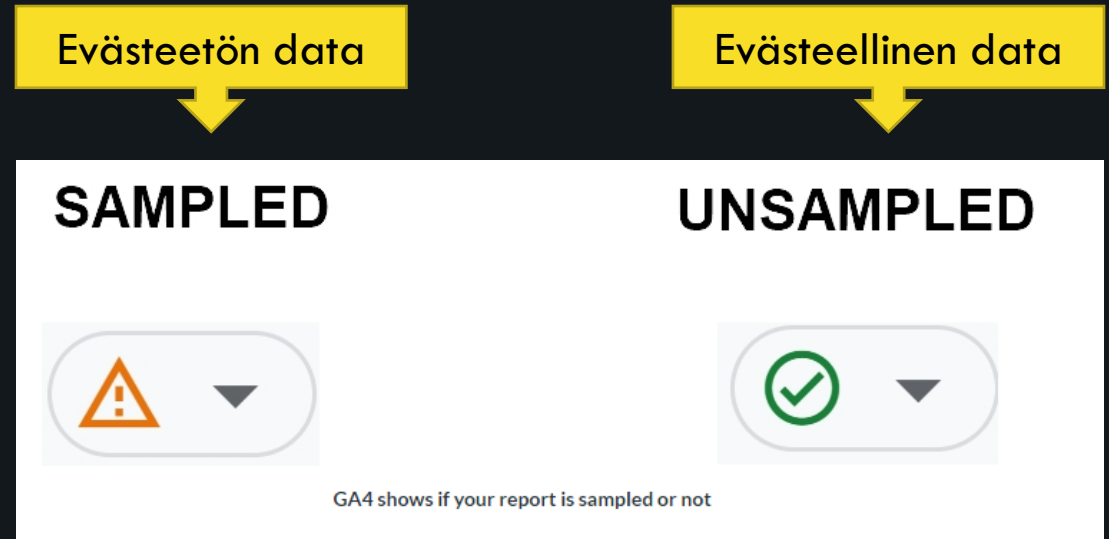 Evästeetön data
Evästeellinen data
SAMPLED
UNSAMPLED
GA4 shows if your report is sampled or not